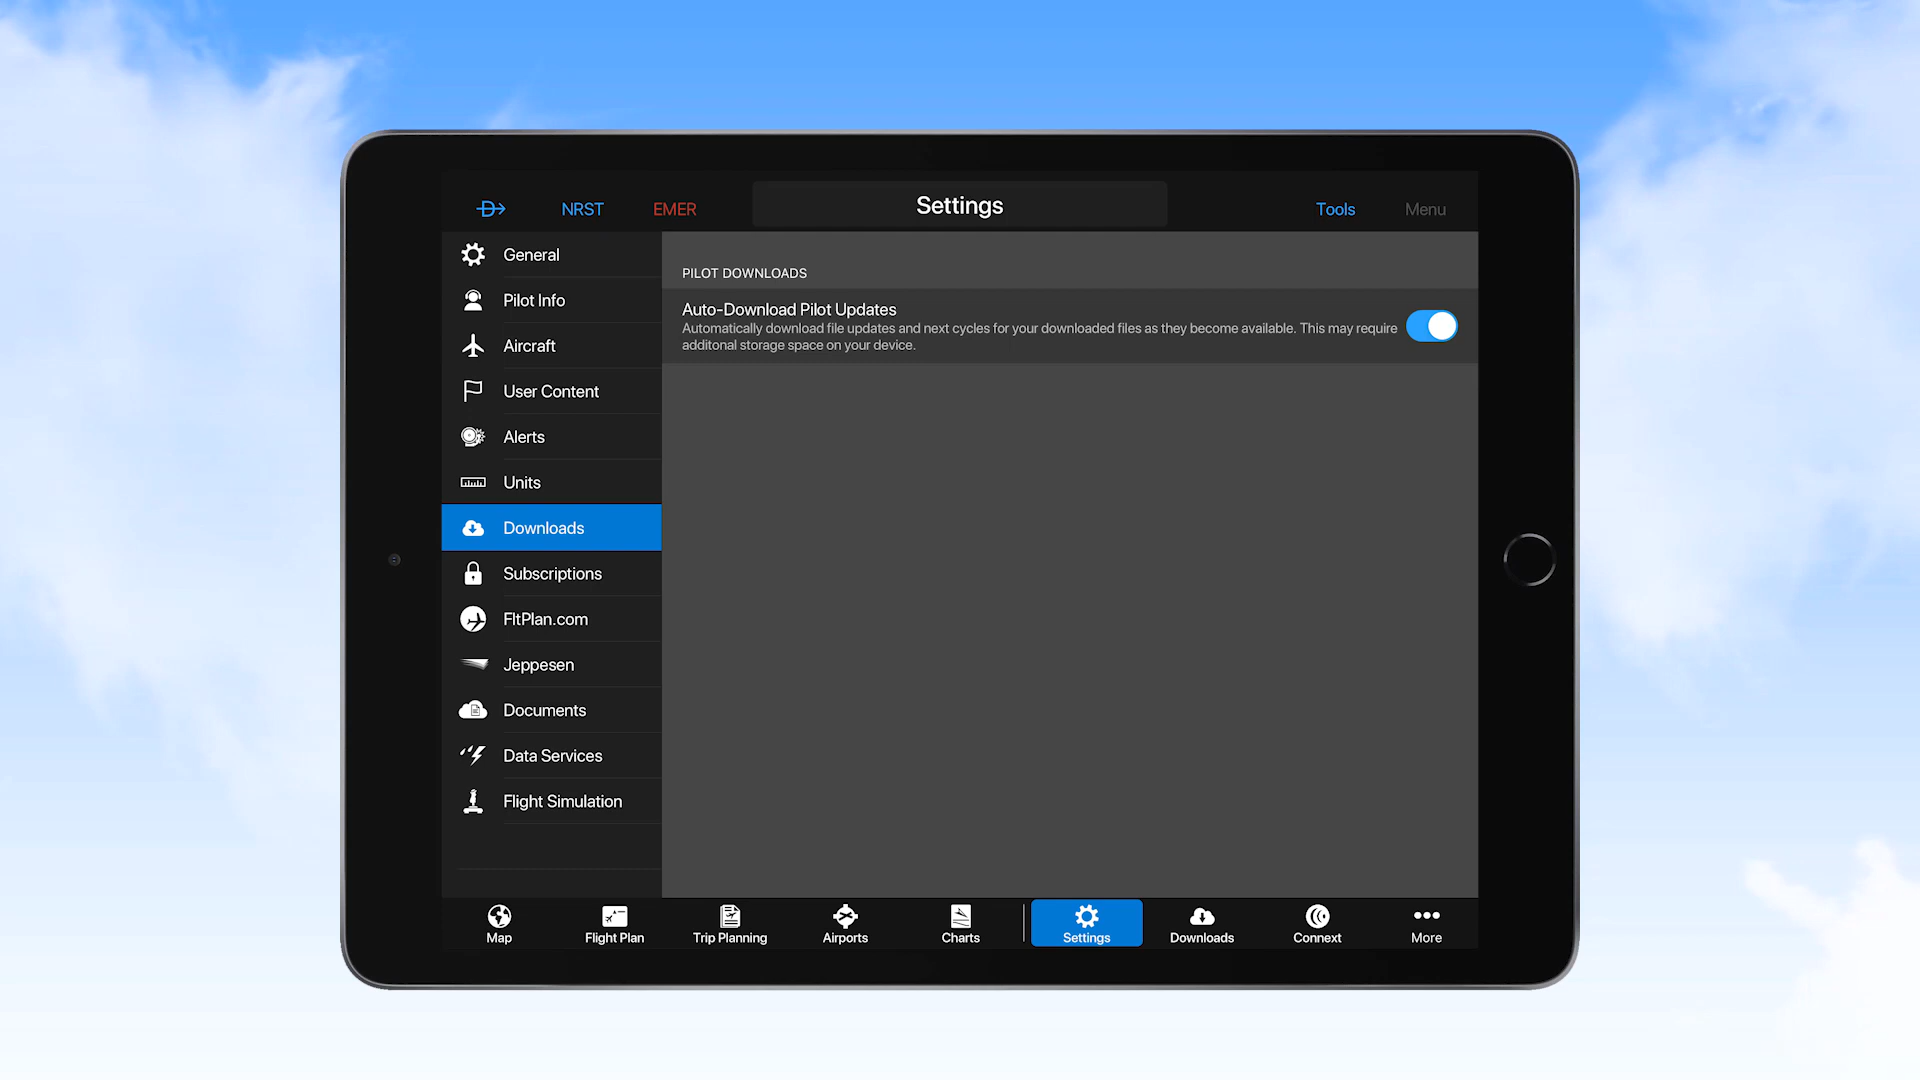 NRST
EMER
Settings
Tools
Menu
General
Pilot Info
Aircraft
User Content
Alerts
Units
Downloads
Subscriptions
FltPlan.com
Jeppesen
Documents
Data Services
Flight Simulation
PILOT DOWNLOADS
Auto-Download Pilot Updates
Automatically download file updates and next cycles for your downloaded files as they become available. This may require
additonal storage space on your device.
Map
Flight Plan
Trip Planning
Airports
Charts
Settings
Downloads
Connext
More